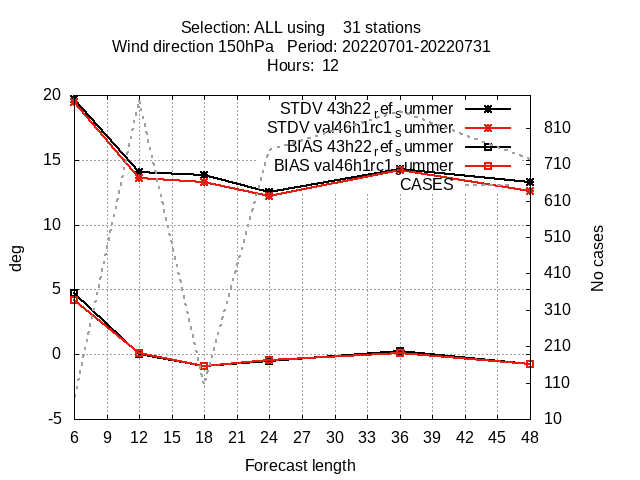 Selection: ALL using    31 stations
Wind direction 150hPa   Period: 20220701-20220731
Hours:  12
STDV 43h22_ref_summer
STDV val46h1rc1_summer
BIAS 43h22_ref_summer
BIAS val46h1rc1_summer
CASES
20
15
10
5
0
-5
deg
810
710
610
510
410
310
210
110
10
No cases
6 9 12 15 18 21 24 27 30 33 36 39 42 45 48
Forecast length